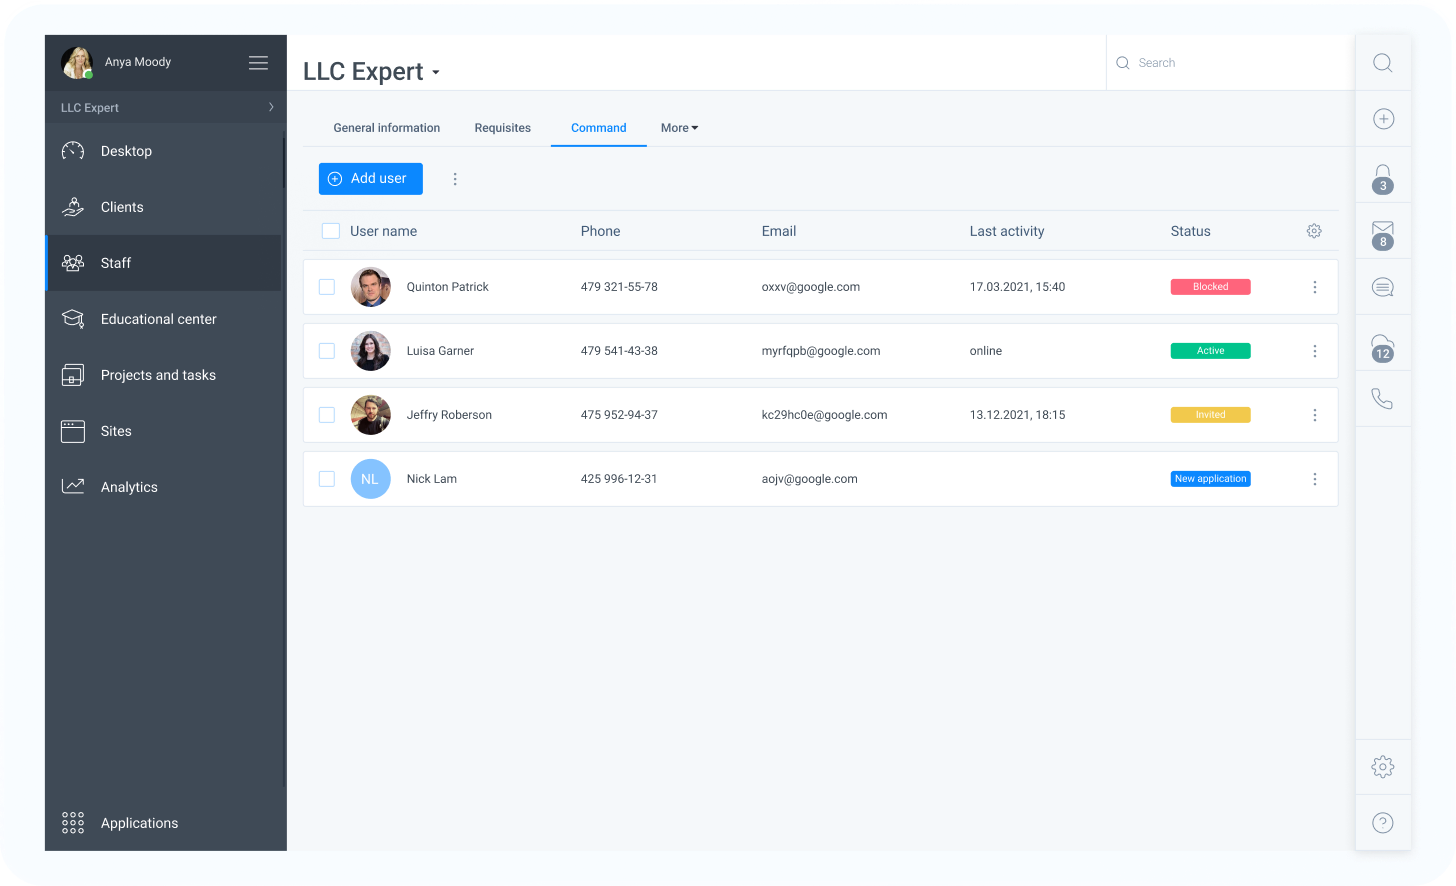 Anya Moody
LLC Expert
Desktop
Clients
Staff
Educational center
Projects and tasks
Sites
Analytics
Applications
LLC Expert
Search
General information Requisites Command More
Add user
User name Phone Email Last activity Status
Quinton Patrick 479 321-55-78 oxxv@google.com 17.03.2021, 15:40 Blocked
Luisa Garner 479 541-43-38 myrfqpb@google.com online Active
Jeffry Roberson 475 952-94-37 kc29hc0e@google.com 13.12.2021, 18:15 Invited
NL Nick Lam 425 996-12-31 aojv@google.com New application
3
8
12
?